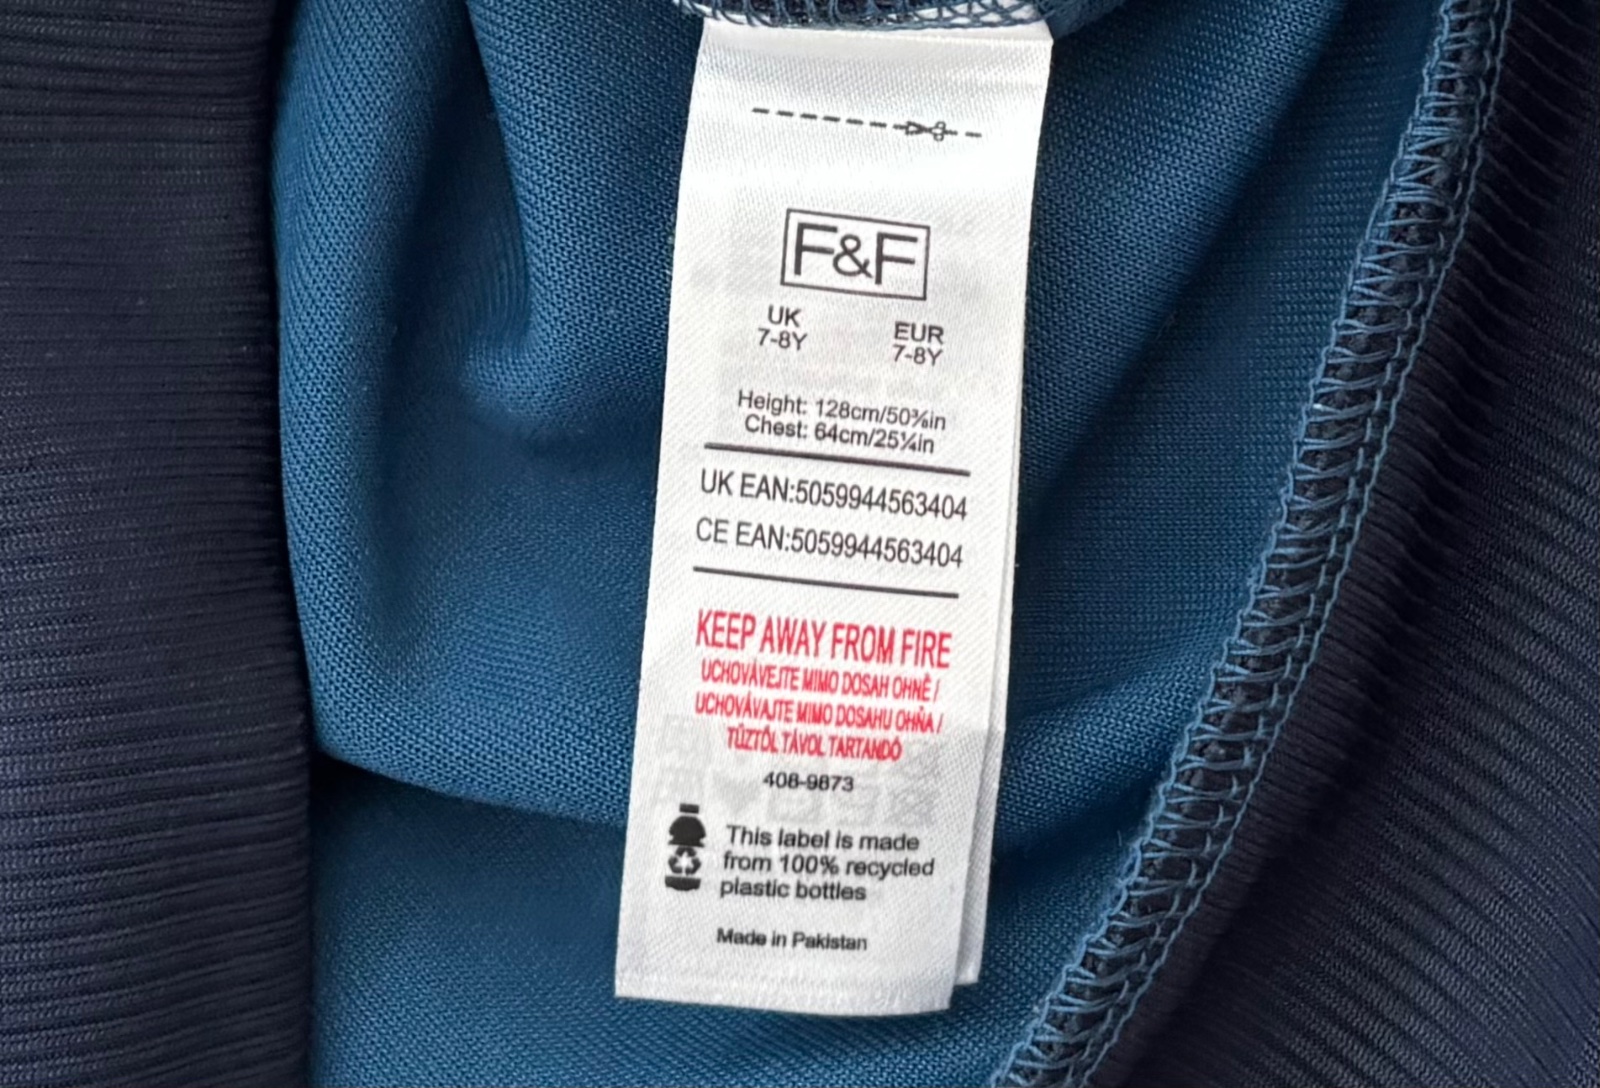 F&F
UK EUR
7-8Y 7-8Y
Height: 128cm/50⅜in
Chest: 64cm/25¼in
UK EAN:5059944563404
CE EAN:5059944563404
KEEP AWAY FROM FIRE
UCHOVÁVEJTE MIMO DOSAH OHNĚ /
UCHOVÁVAJTE MIMO DOSAHU OHŇA /
TŰZTŐL TÁVOL TARTANDÓ
408-9873
This label is made
from 100% recycled
plastic bottles
Made in Pakistan